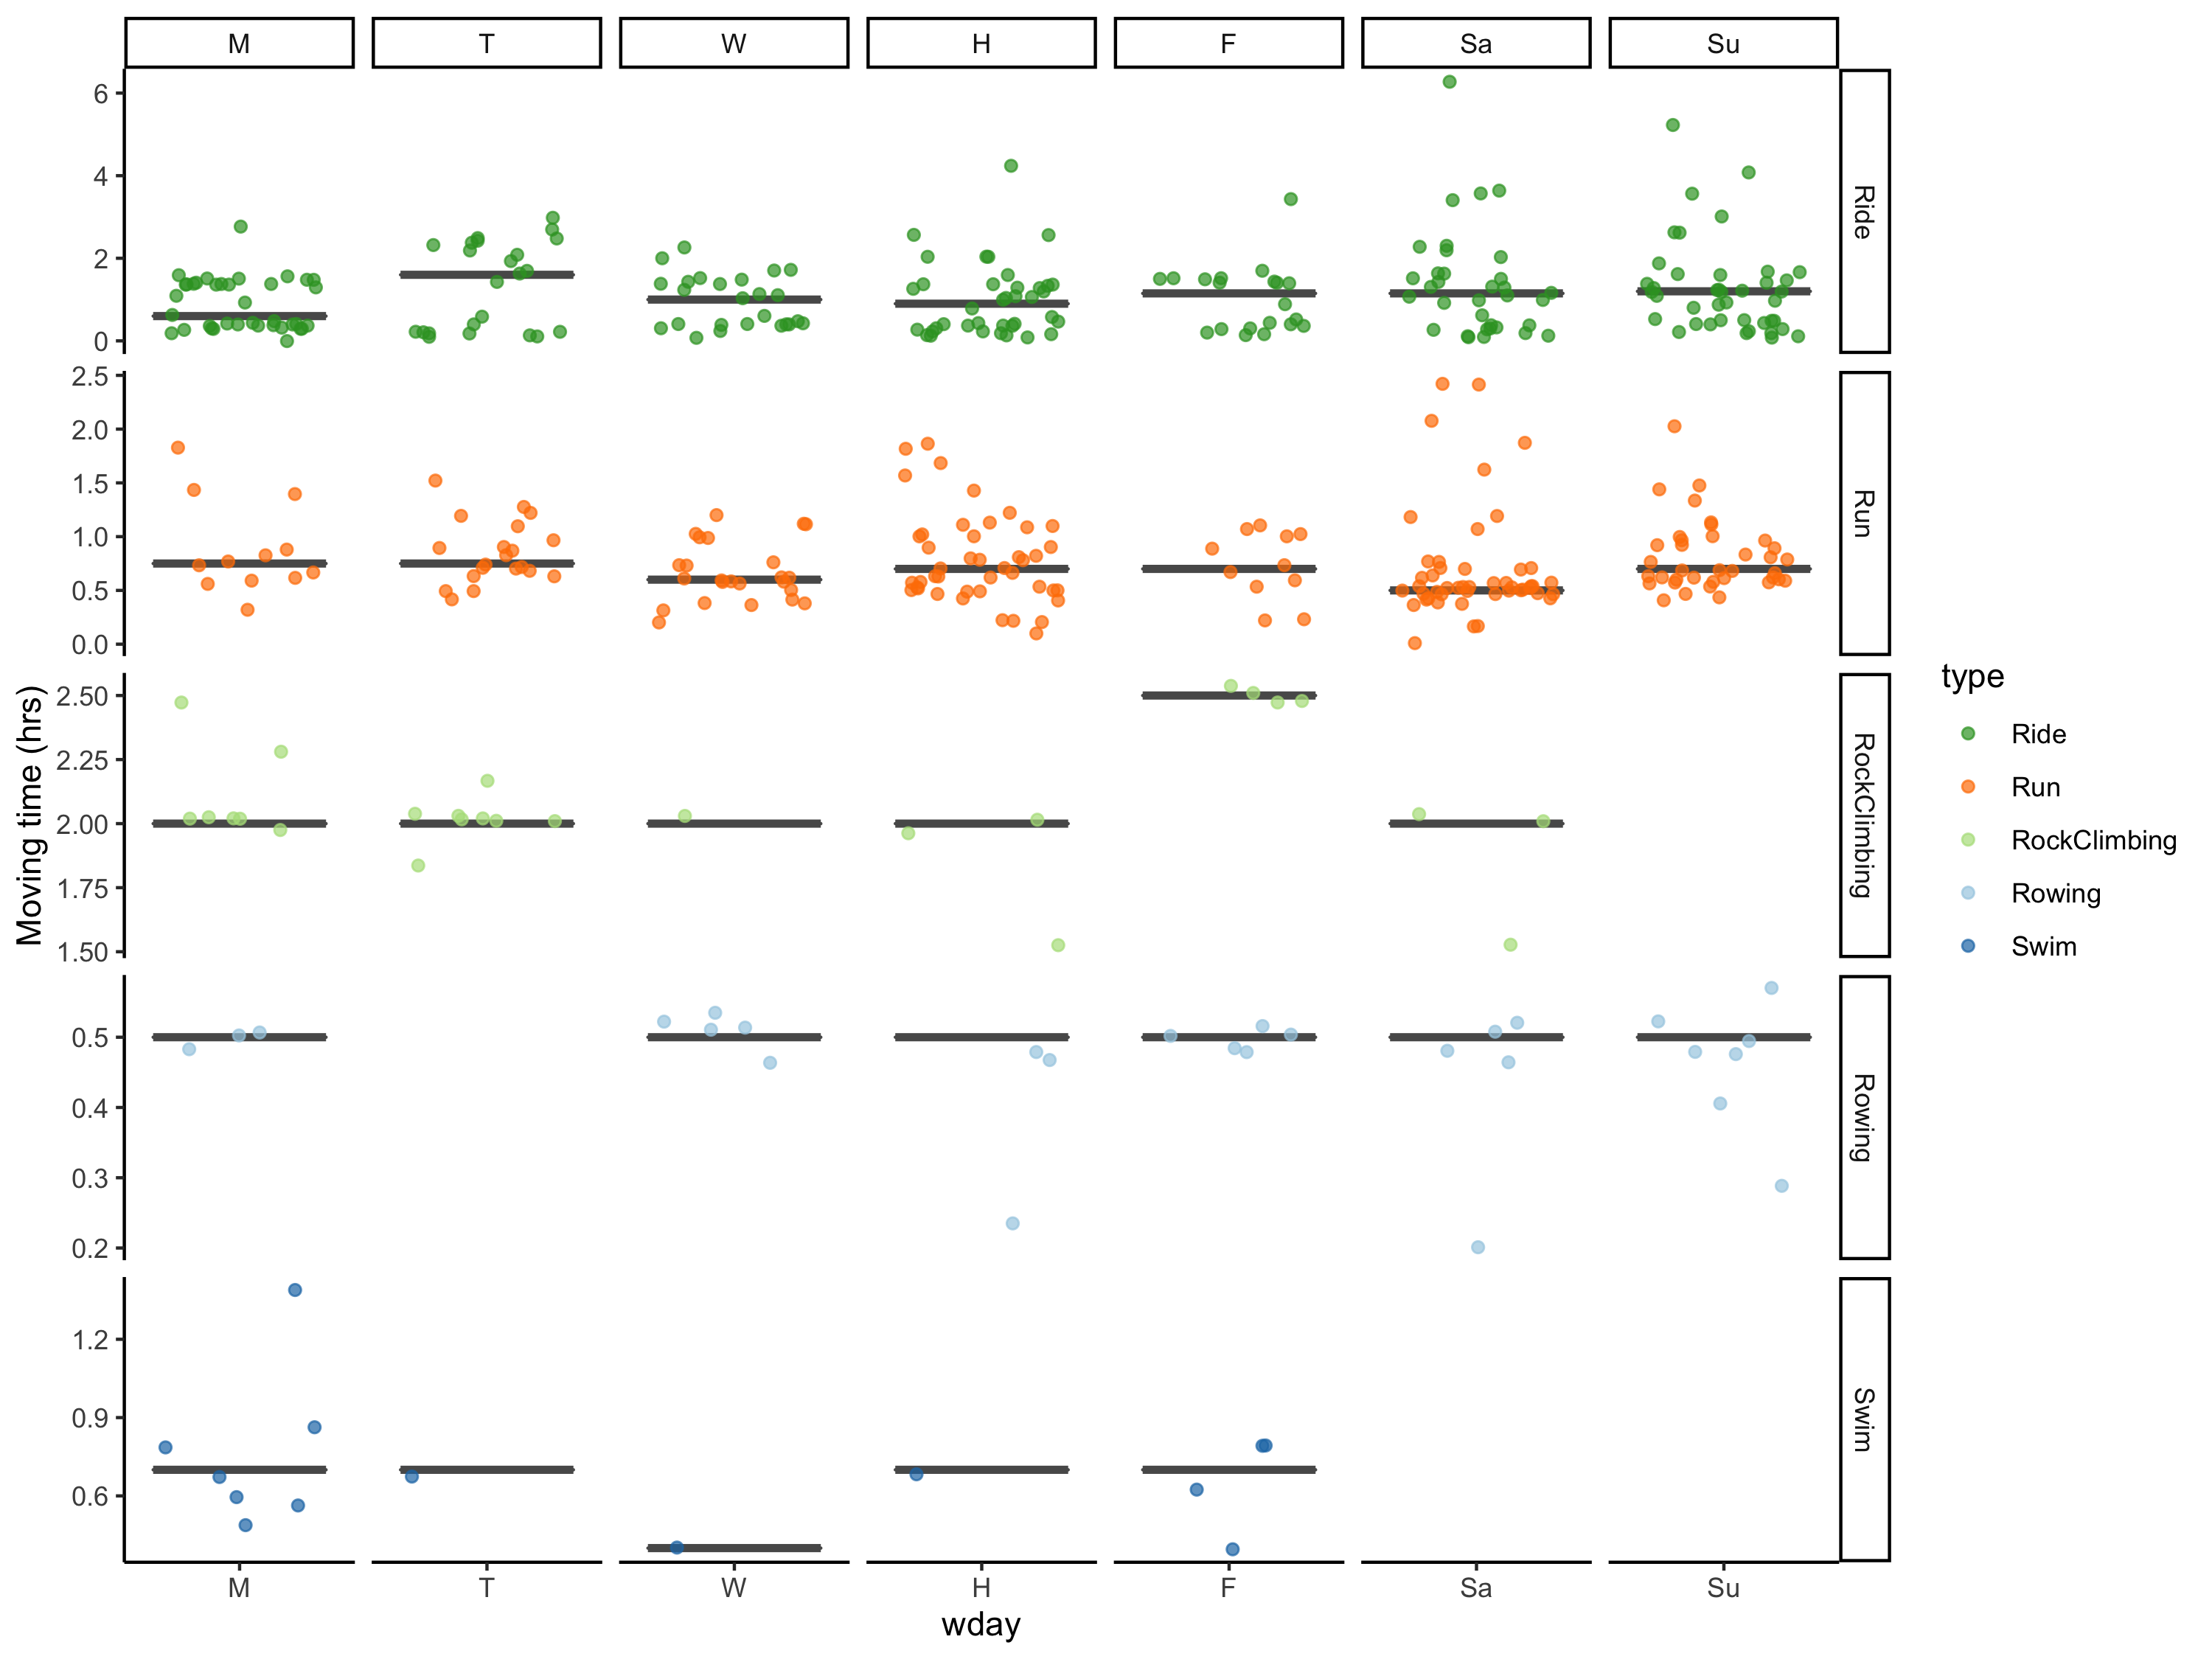 M T W H F Sa Su
6
4
2
0
Ride
2.5
2.0
1.5
1.0
0.5
0.0
Run
Moving time (hrs)
2.50
2.25
2.00
1.75
1.50
RockClimbing
0.5
0.4
0.3
0.2
Rowing
1.2
0.9
0.6
Swim
M T W H F Sa Su
wday
type
Ride
Run
RockClimbing
Rowing
Swim